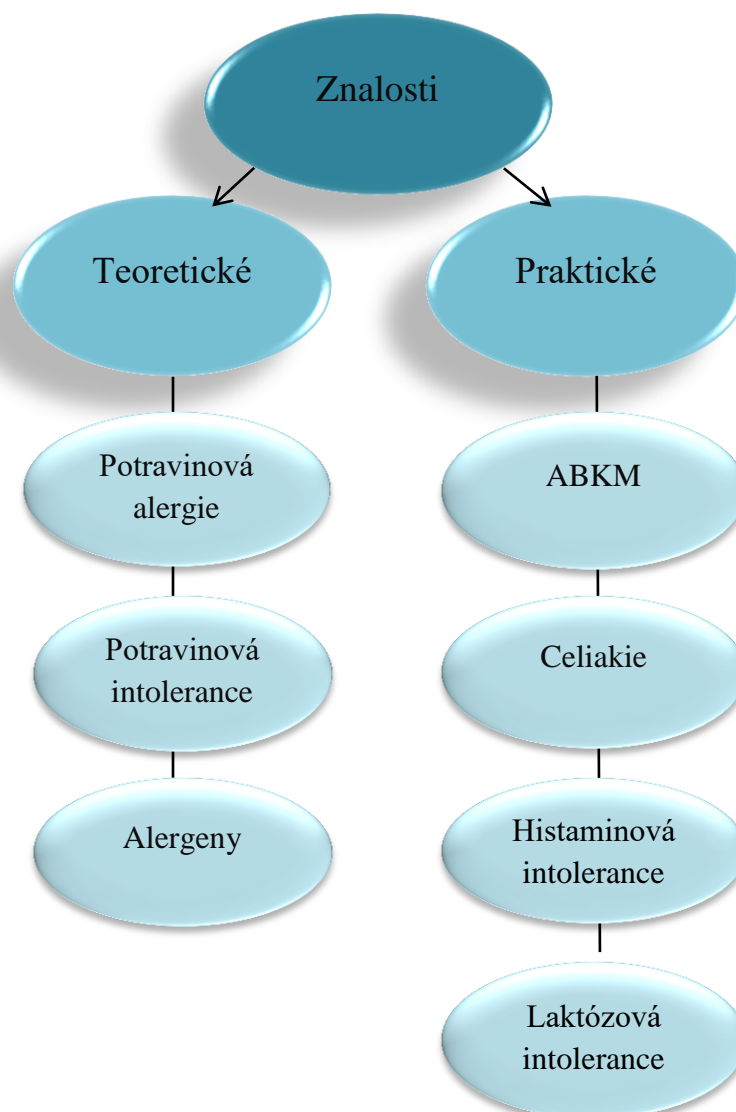 Znalosti
Teoretické
Praktické
Potravinová
alergie
ABKM
Potravinová
intolerance
Celiakie
Alergeny
Histaminová
intolerance
Laktózová
intolerance